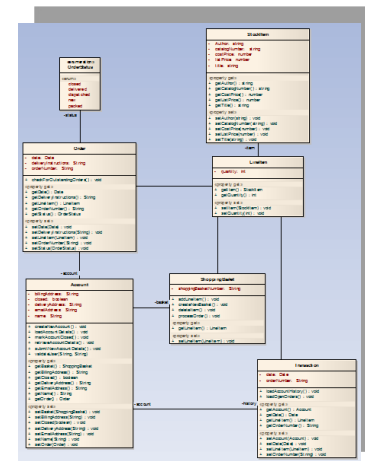 StockItem
- Author: string
- catalogNumber: string
- costPrice: number
- listPrice: number
- title: string
«property get»
+ getAuthor(): string
+ getCatalogNumber(): string
+ getCostPrice(): number
+ getListPrice(): number
+ getTitle(): string
«property set»
+ setAuthor(string): void
+ setCatalogNumber(string): void
+ setCostPrice(number): void
+ setListPrice(number): void
+ setTitle(string): void
«enumeration»
OrderStatus
«enum»
closed
delivered
dispatched
new
packed
-status
-item
Order
- date: Date
- deliveryInstructions: String
- orderNumber: String
+ checkForOutstandingOrders(): void
«property get»
+ getDate(): Date
+ getDeliveryInstructions(): String
+ getLineItem(): LineItem
+ getOrderNumber(): String
+ getStatus(): OrderStatus
«property set»
+ setDate(Date): void
+ setDeliveryInstructions(String): void
+ setLineItem(LineItem): void
+ setOrderNumber(String): void
+ setStatus(OrderStatus): void
LineItem
- quantity: int
«property get»
+ getItem(): StockItem
+ getQuantity(): int
«property set»
+ setItem(StockItem): void
+ setQuantity(int): void
-account
Account
- billingAddress: String
- closed: boolean
- deliveryAddress: String
- emailAddress: String
- name: String
+ createNewAccount(): void
+ loadAccountDetails(): void
+ markAccountClosed(): void
+ retrieveAccountDetails(): void
+ submitNewAccountDetails(): void
+ validateUser(String, String)
«property get»
+ getBasket(): ShoppingBasket
+ getBillingAddress(): String
+ getClosed(): boolean
+ getDeliveryAddress(): String
+ getEmailAddress(): String
+ getName(): String
+ getOrder(): Order
«property set»
+ setBasket(ShoppingBasket): void
+ setBillingAddress(String): void
+ setClosed(boolean): void
+ setDeliveryAddress(String): void
+ setEmailAddress(String): void
+ setName(String): void
+ setOrder(Order): void
-basket
ShoppingBasket
- shoppingBasketNumber: String
+ addLineItem(): void
+ createNewBasket(): void
+ deleteItem(): void
+ processOrder(): void
«property get»
+ getLineItem(): LineItem
«property set»
+ setLineItem(LineItem): void
-account
-history
Transaction
- date: Date
- orderNumber: String
+ loadAccountHistory(): void
+ loadOpenOrders(): void
«property get»
+ getAccount(): Account
+ getDate(): Date
+ getLineItem(): LineItem
+ getOrderNumber(): String
«property set»
+ setAccount(Account): void
+ setDate(Date): void
+ setLineItem(LineItem): void
+ setOrderNumber(String): void